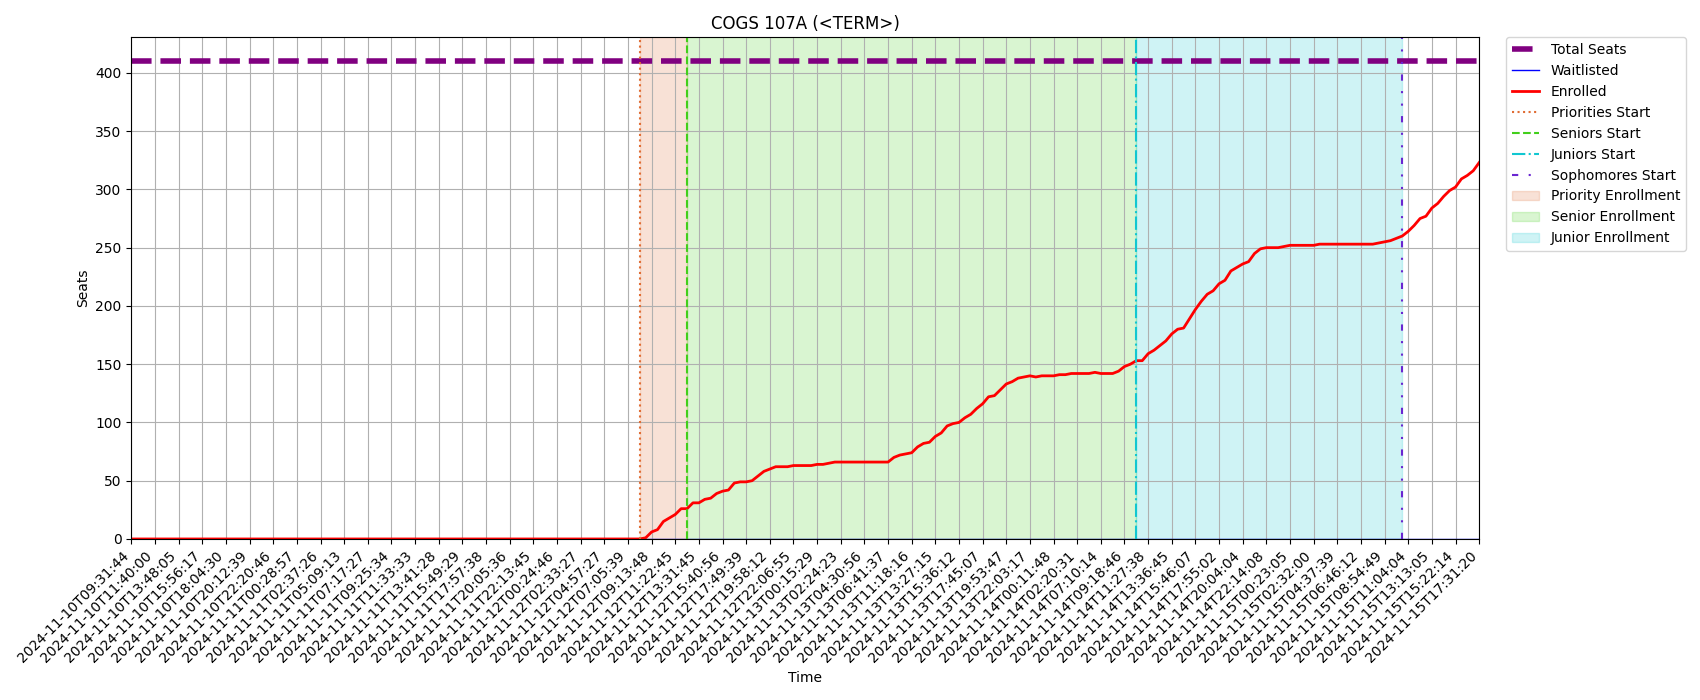 COGS 107A (<TERM>)
Total Seats
Waitlisted
Enrolled
Priorities Start
Seniors Start
Juniors Start
Sophomores Start
Priority Enrollment
Senior Enrollment
Junior Enrollment
Seats
400
350
300
250
200
150
100
50
0
2024-11-10T09:31:44
2024-11-10T11:40:00
2024-11-10T13:48:05
2024-11-10T15:56:17
2024-11-10T18:04:30
2024-11-10T20:12:39
2024-11-10T22:20:46
2024-11-11T00:28:57
2024-11-11T02:37:26
2024-11-11T05:09:13
2024-11-11T07:17:27
2024-11-11T09:25:34
2024-11-11T11:33:33
2024-11-11T13:41:28
2024-11-11T15:49:29
2024-11-11T17:57:38
2024-11-11T20:05:36
2024-11-11T22:13:45
2024-11-12T00:24:46
2024-11-12T02:33:27
2024-11-12T04:57:27
2024-11-12T07:05:39
2024-11-12T09:13:48
2024-11-12T11:22:45
2024-11-12T13:31:45
2024-11-12T15:40:56
2024-11-12T17:49:39
2024-11-12T19:58:12
2024-11-12T22:06:55
2024-11-13T00:15:29
2024-11-13T02:24:23
2024-11-13T04:30:56
2024-11-13T06:41:37
2024-11-13T11:18:16
2024-11-13T13:27:15
2024-11-13T15:36:12
2024-11-13T17:45:07
2024-11-13T19:53:47
2024-11-13T22:03:17
2024-11-14T00:11:48
2024-11-14T02:20:31
2024-11-14T07:10:14
2024-11-14T09:18:46
2024-11-14T11:27:38
2024-11-14T13:36:45
2024-11-14T15:46:07
2024-11-14T17:55:02
2024-11-14T20:04:04
2024-11-14T22:14:08
2024-11-15T00:23:05
2024-11-15T02:32:00
2024-11-15T04:37:39
2024-11-15T06:46:12
2024-11-15T08:54:49
2024-11-15T11:04:04
2024-11-15T13:13:05
2024-11-15T15:22:14
2024-11-15T17:31:20
Time